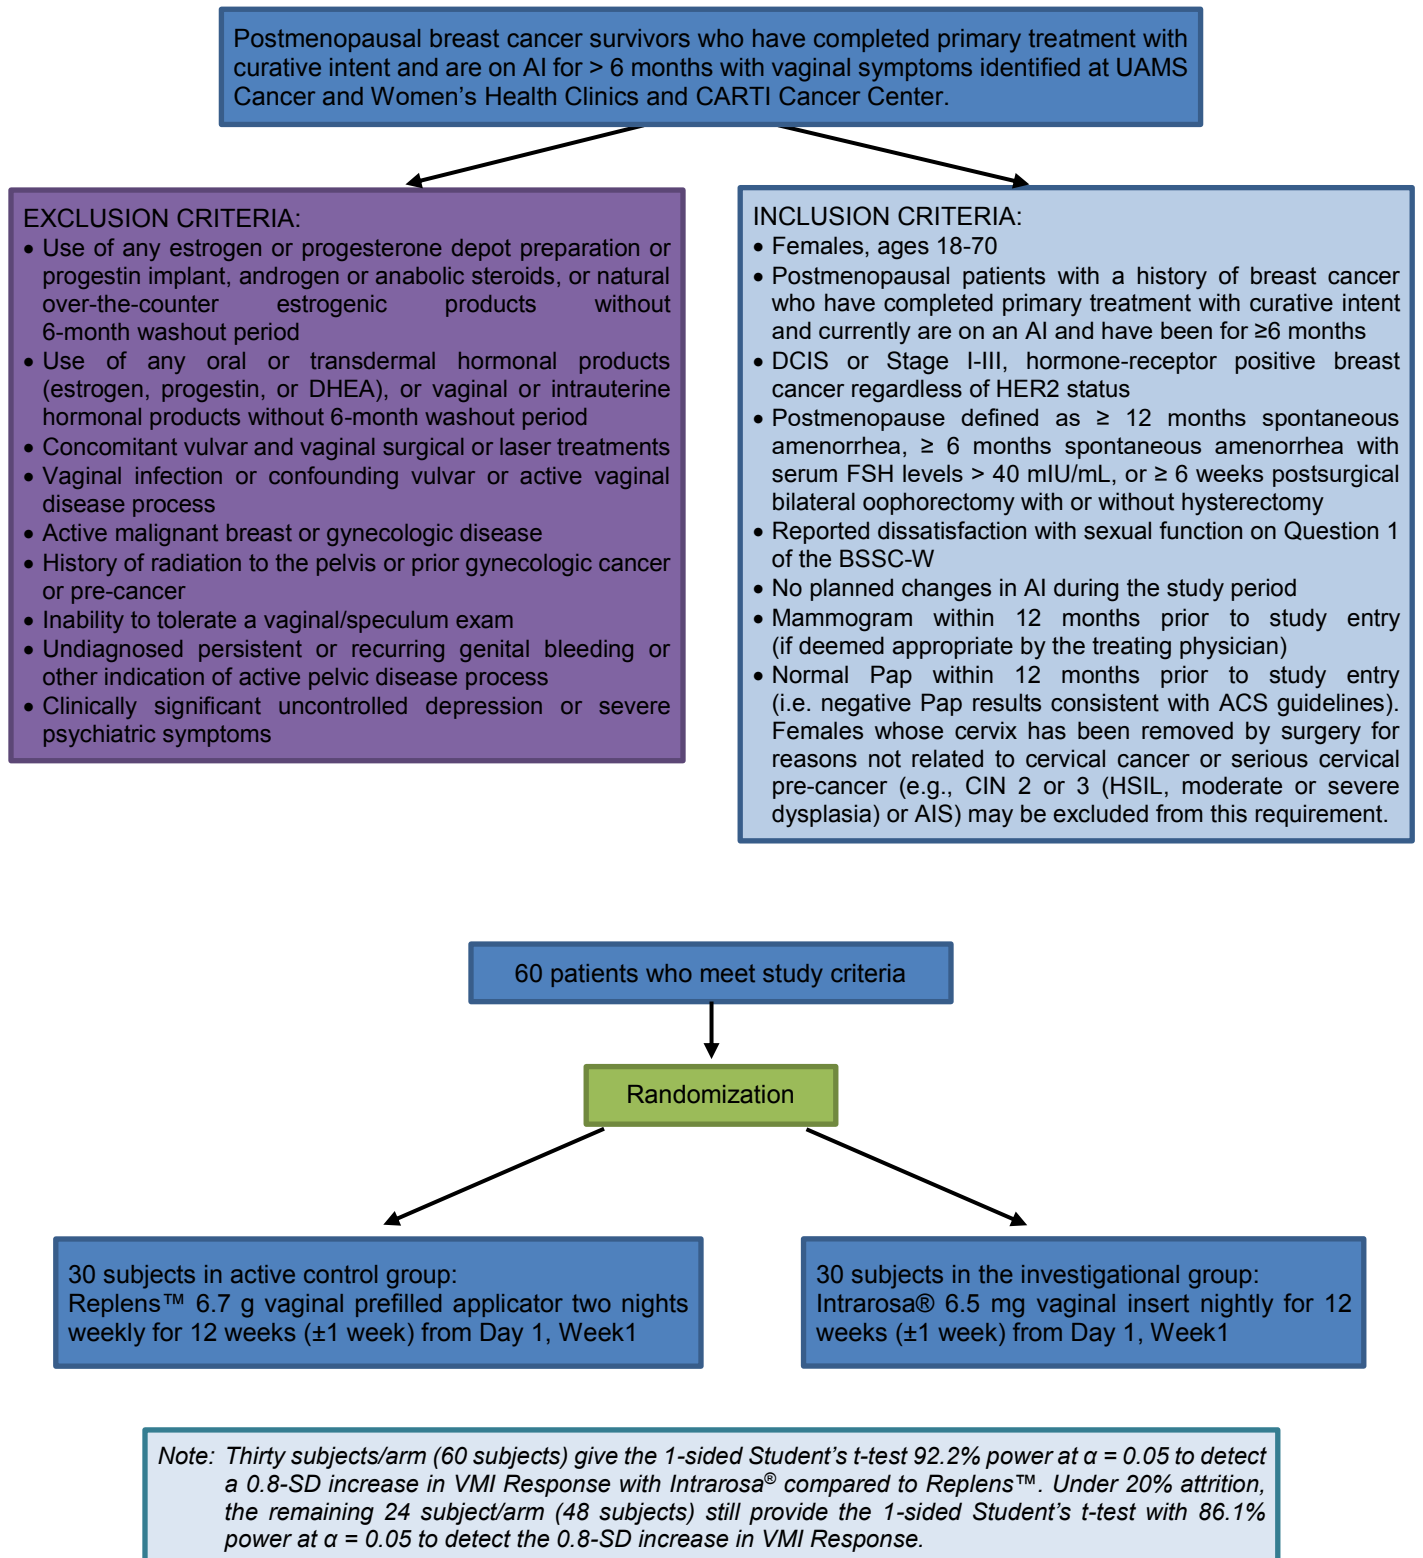 Postmenopausal breast cancer survivors who have completed primary treatment with
curative intent and are on AI for > 6 months with vaginal symptoms identified at UAMS
Cancer and Women's Health Clinics and CARTI Cancer Center.
EXCLUSION CRITERIA:
• Use of any estrogen or progesterone depot preparation or
progestin implant, androgen or anabolic steroids, or natural
over-the-counter estrogenic products without
6-month washout period
• Use of any oral or transdermal hormonal products
(estrogen, progestin, or DHEA), or vaginal or intrauterine
hormonal products without 6-month washout period
• Concomitant vulvar and vaginal surgical or laser treatments
• Vaginal infection or confounding vulvar or active vaginal
disease process
• Active malignant breast or gynecologic disease
• History of radiation to the pelvis or prior gynecologic cancer
or pre-cancer
• Inability to tolerate a vaginal/speculum exam
• Undiagnosed persistent or recurring genital bleeding or
other indication of active pelvic disease process
• Clinically significant uncontrolled depression or severe
psychiatric symptoms
INCLUSION CRITERIA:
• Females, ages 18-70
• Postmenopausal patients with a history of breast cancer
who have completed primary treatment with curative intent
and currently are on an AI and have been for ≥6 months
• DCIS or Stage I-III, hormone-receptor positive breast
cancer regardless of HER2 status
• Postmenopause defined as ≥ 12 months spontaneous
amenorrhea, ≥ 6 months spontaneous amenorrhea with
serum FSH levels > 40 mIU/mL, or ≥ 6 weeks postsurgical
bilateral oophorectomy with or without hysterectomy
• Reported dissatisfaction with sexual function on Question 1
of the BSSC-W
• No planned changes in AI during the study period
• Mammogram within 12 months prior to study entry
(if deemed appropriate by the treating physician)
• Normal Pap within 12 months prior to study entry
(i.e. negative Pap results consistent with ACS guidelines).
Females whose cervix has been removed by surgery for
reasons not related to cervical cancer or serious cervical
pre-cancer (e.g., CIN 2 or 3 (HSIL, moderate or severe
dysplasia) or AIS) may be excluded from this requirement.
60 patients who meet study criteria
Randomization
30 subjects in active control group:
Replens™ 6.7 g vaginal prefilled applicator two nights
weekly for 12 weeks (±1 week) from Day 1, Week1
30 subjects in the investigational group:
Intrarosa® 6.5 mg vaginal insert nightly for 12
weeks (±1 week) from Day 1, Week1
Note: Thirty subjects/arm (60 subjects) give the 1-sided Student's t-test 92.2% power at α = 0.05 to detect
a 0.8-SD increase in VMI Response with Intrarosa® compared to Replens™. Under 20% attrition,
the remaining 24 subject/arm (48 subjects) still provide the 1-sided Student's t-test with 86.1%
power at α = 0.05 to detect the 0.8-SD increase in VMI Response.